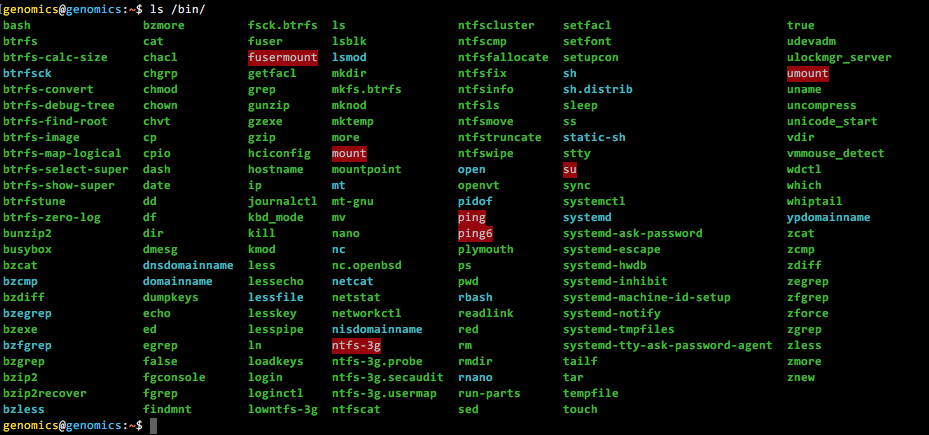 [genomics@genomics:~$ ls /bin/
bash bzmore fsck.btrfs ls ntfscluster setfacl true
btrfs cat fuser lsblk ntfscmp setfont udevadm
btrfs-calc-size chacl fusermount lsmod ntfsfallocate setupcon ulockmgr_server
btrfsck chgrp getfacl mkdir ntfsfix sh umount
btrfs-convert chmod grep mkfs.btrfs ntfsinfo sh.distrib uname
btrfs-debug-tree chown gunzip mknod ntfsls sleep uncompress
btrfs-find-root chvt gzexe mktemp ntfsmove ss unicode_start
btrfs-image cp gzip more ntfstruncate static-sh vdir
btrfs-map-logical cpio hciconfig mount ntfswipe stty vmmouse_detect
btrfs-select-super dash hostname mountpoint open su wdctl
btrfs-show-super date ip mt openvt sync which
btrfstune dd journalctl mt-gnu pidof systemctl whiptail
btrfs-zero-log df kbd_mode mv ping systemd ypdomainname
bunzip2 dir kill nano ping6 systemd-ask-password zcat
busybox dmesg kmod nc plymouth systemd-escape zcmp
bzcat dnsdomainname less nc.openbsd ps systemd-hwdb zdiff
bzcmp domainname lessecho netcat pwd systemd-inhibit zegrep
bzdiff dumpkeys lessfile netstat rbash systemd-machine-id-setup zfgrep
bzegrep echo lesskey networkctl readlink systemd-notify zforce
bzexe ed lesspipe nisdomainname red systemd-tmpfiles zgrep
bzfgrep egrep ln ntfs-3g rm systemd-tty-ask-password-agent zless
bzgrep false loadkeys ntfs-3g.probe rmdir tailf zmore
bzip2 fgconsole login ntfs-3g.secaudit rnano tar znew
bzip2recover fgrep loginctl ntfs-3g.usermap run-parts tempfile
bzless findmnt lowntfs-3g ntfscat sed touch
genomics@genomics:~$